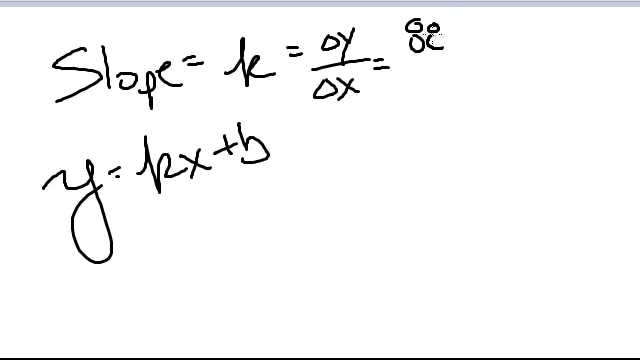 Slope = k = Δy/Δx =
y = kx + b